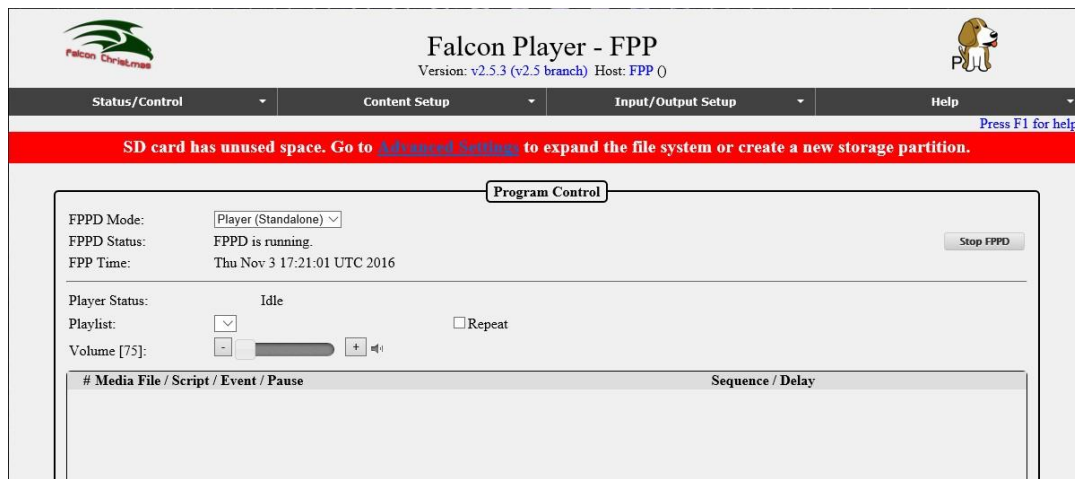 Falcon Christmas
Falcon Player - FPP
Version: v2.5.3 (v2.5 branch) Host: FPP ()
Status/Control Content Setup Input/Output Setup Help
Press F1 for help
SD card has unused space. Go to Advanced Settings to expand the file system or create a new storage partition.
Program Control
FPPD Mode: Player (Standalone)
FPPD Status: FPPD is running. Stop FPPD
FPP Time: Thu Nov 3 17:21:01 UTC 2016
Player Status: Idle
Playlist: Repeat
Volume [75]: - +
# Media File / Script / Event / Pause Sequence / Delay